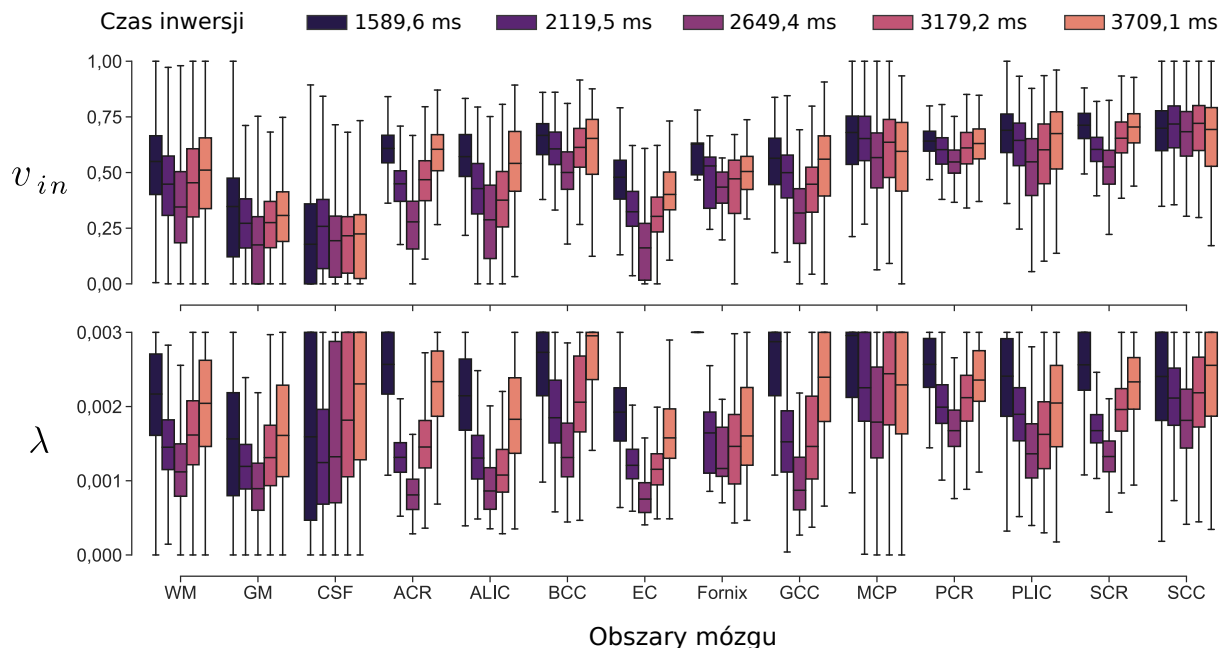 Czas inwersji 1589,6 ms 2119,5 ms 2649,4 ms 3179,2 ms 3709,1 ms
1,00
0,75
v in
0,50
0,25
0,00
0,003
0,002
λ
0,001
0,000
WM GM CSF ACR ALIC BCC EC Fornix GCC MCP PCR PLIC SCR SCC
Obszary mózgu